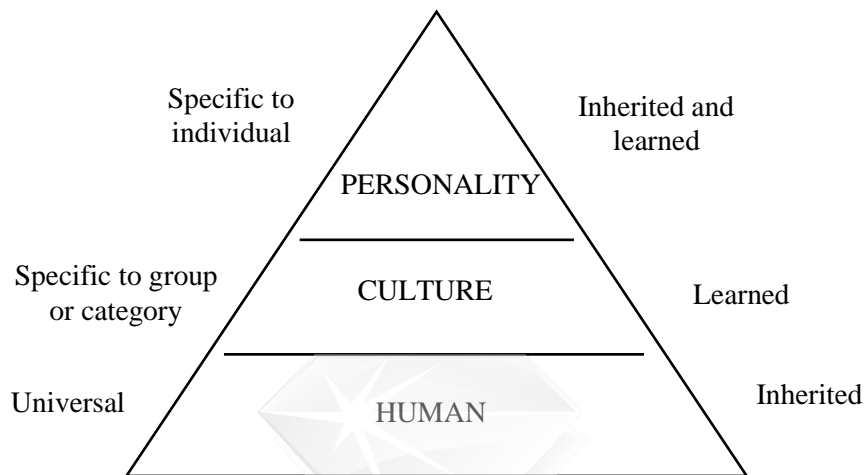 Specific to
individual
Inherited and
learned
PERSONALITY
Specific to group
or category
CULTURE
Learned
Universal
HUMAN
Inherited